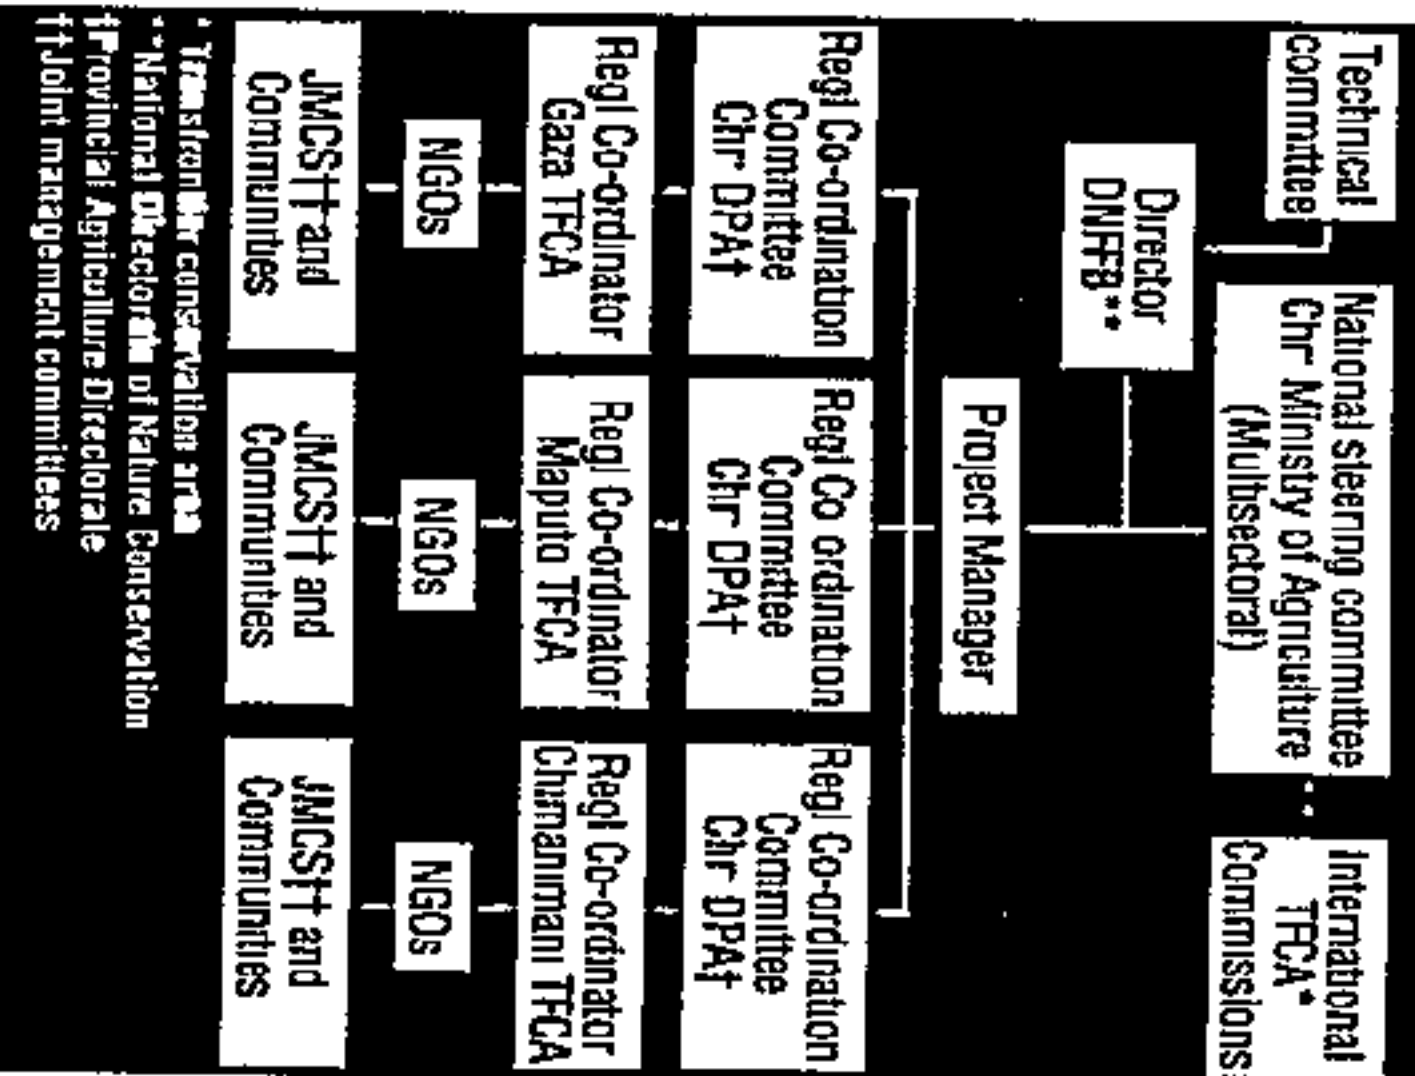 Technical
committee
National steering committee
Chr Ministry of Agriculture
(Multisectoral)
International
TFCA*
Commissions
Director
DNFFB**
Project Manager
Regl Co-ordination
Committee
Chr DPA†
Regl Co ordination
Committee
Chr DPA†
Regl Co-ordination
Committee
Chr DPA†
Regl Co-ordinator
Gaza TFCA
Regl Co-ordinator
Maputo TFCA
Regl Co-ordinator
Chimanimani TFCA
NGOs
NGOs
NGOs
JMCS†† and
Communities
JMCS†† and
Communities
JMCS†† and
Communities
* Transfrontier conservation area
**National Directorate of Nature Conservation
†Provincial Agriculture Directorate
††Joint management committees